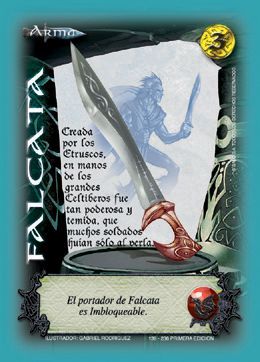 Arma
3
FALCATA
Creada
por los
Etruscos,
en manos
de los
grandes
Celtíberos fue
tan poderosa y
temida, que
muchos soldados
huían sólo al verla.
El portador de Falcata
es Imbloqueable.
ILUSTRADOR: GABRIEL RODRIGUEZ
PRIMERA EDICION